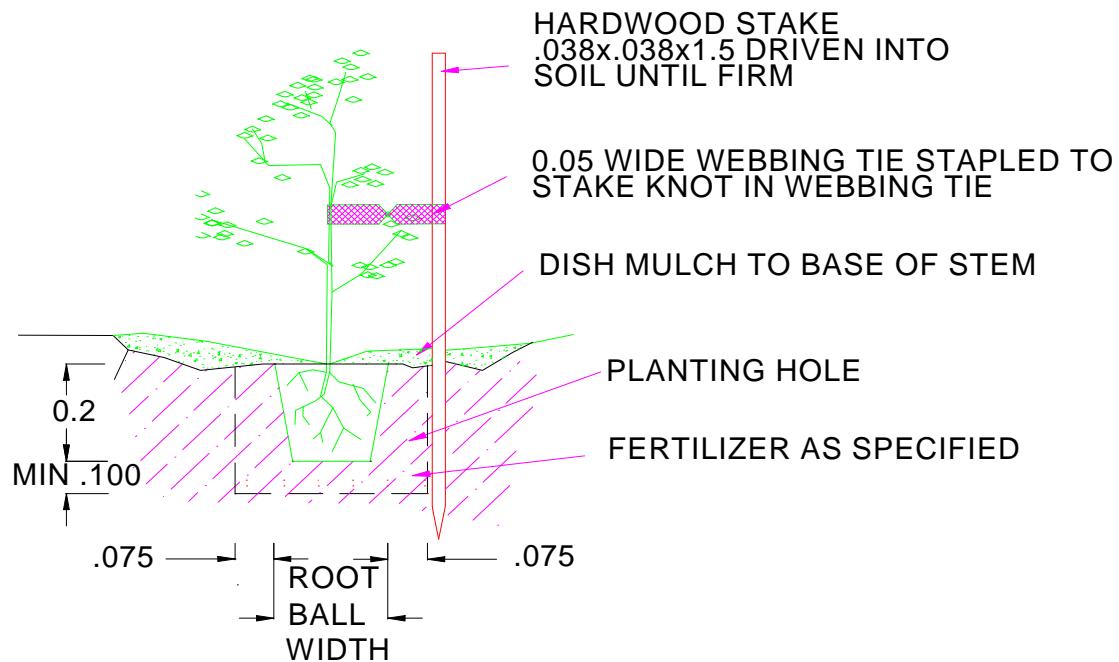 HARDWOOD STAKE
.038x.038x1.5 DRIVEN INTO
SOIL UNTIL FIRM
0.05 WIDE WEBBING TIE STAPLED TO
STAKE KNOT IN WEBBING TIE
DISH MULCH TO BASE OF STEM
PLANTING HOLE
0.2
FERTILIZER AS SPECIFIED
MIN .100
.075
.075
ROOT
BALL
WIDTH